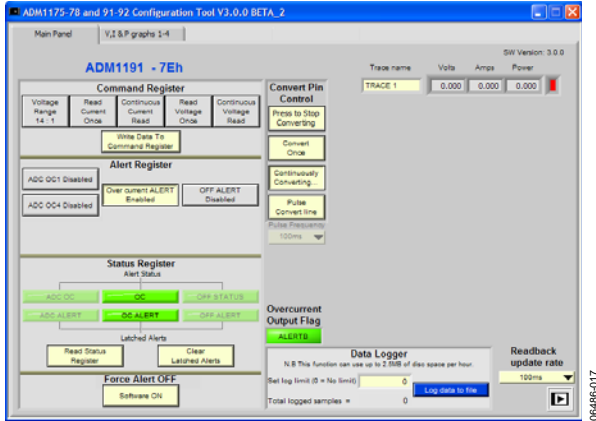 ADM1175-78 and 91-92 Configuration Tool V3.0.0 BETA_2
Main Panel
V,I &P graphs 1-4
SW Version: 3.0.0
ADM1191 - 7Eh
Trace name Volts Amps Power
TRACE 1 0.000 0.000 0.000
Command Register
Voltage Range 14 : 1
Read Current Once
Continuous Current Read
Read Voltage Once
Continuous Voltage Read
Write Data To Command Register
Convert Pin Control
Press to Stop Converting
Convert Once
Continuously Converting...
Pulse Convert line
Pulse Frequency
100ms
Alert Register
ADC OC1 Disabled
ADC OC4 Disabled
Over current ALERT Enabled
OFF ALERT Disabled
Status Register
Alert Status
ADC OC
OC
OFF STATUS
ADC ALERT
OC ALERT
OFF ALERT
Latched Alerts
Read Status Register
Clear Latched Alerts
Force Alert OFF
Software ON
Overcurrent Output Flag
ALERTB
Data Logger
N.B This function can use up to 2.5MB of disc space per hour.
Set log limit (0 = No limit) 0
Log data to file
Total logged samples = 0
Readback update rate
100ms
06486-017